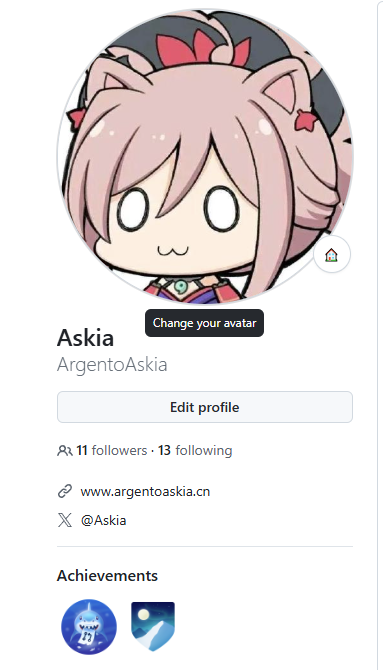 Change your avatar
Askia
ArgentoAskia
Edit profile
11 followers · 13 following
www.argentoaskia.cn
@Askia
Achievements